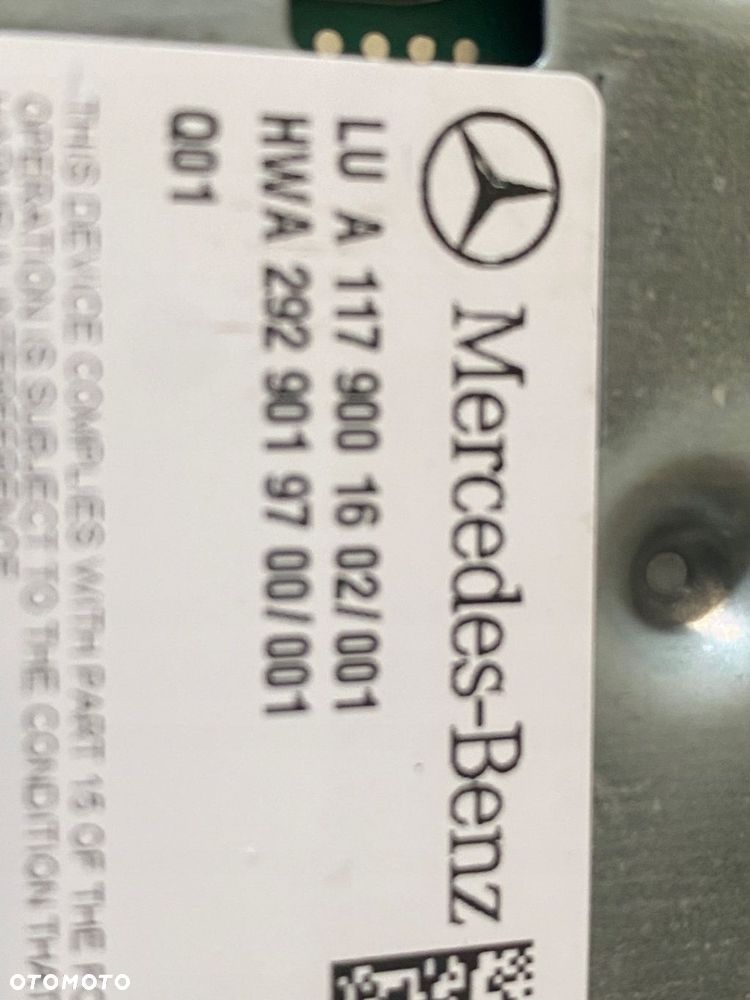 Mercedes-Benz
LU A 117 900 16 02/001
HWA 292 901 97 00/001
Q01
THIS DEVICE COMPLIES WITH PART 15 OF THE
OPERATION IS SUBJECT TO THE CONDITION THAT
INTERFERENCE
OTOMOTO